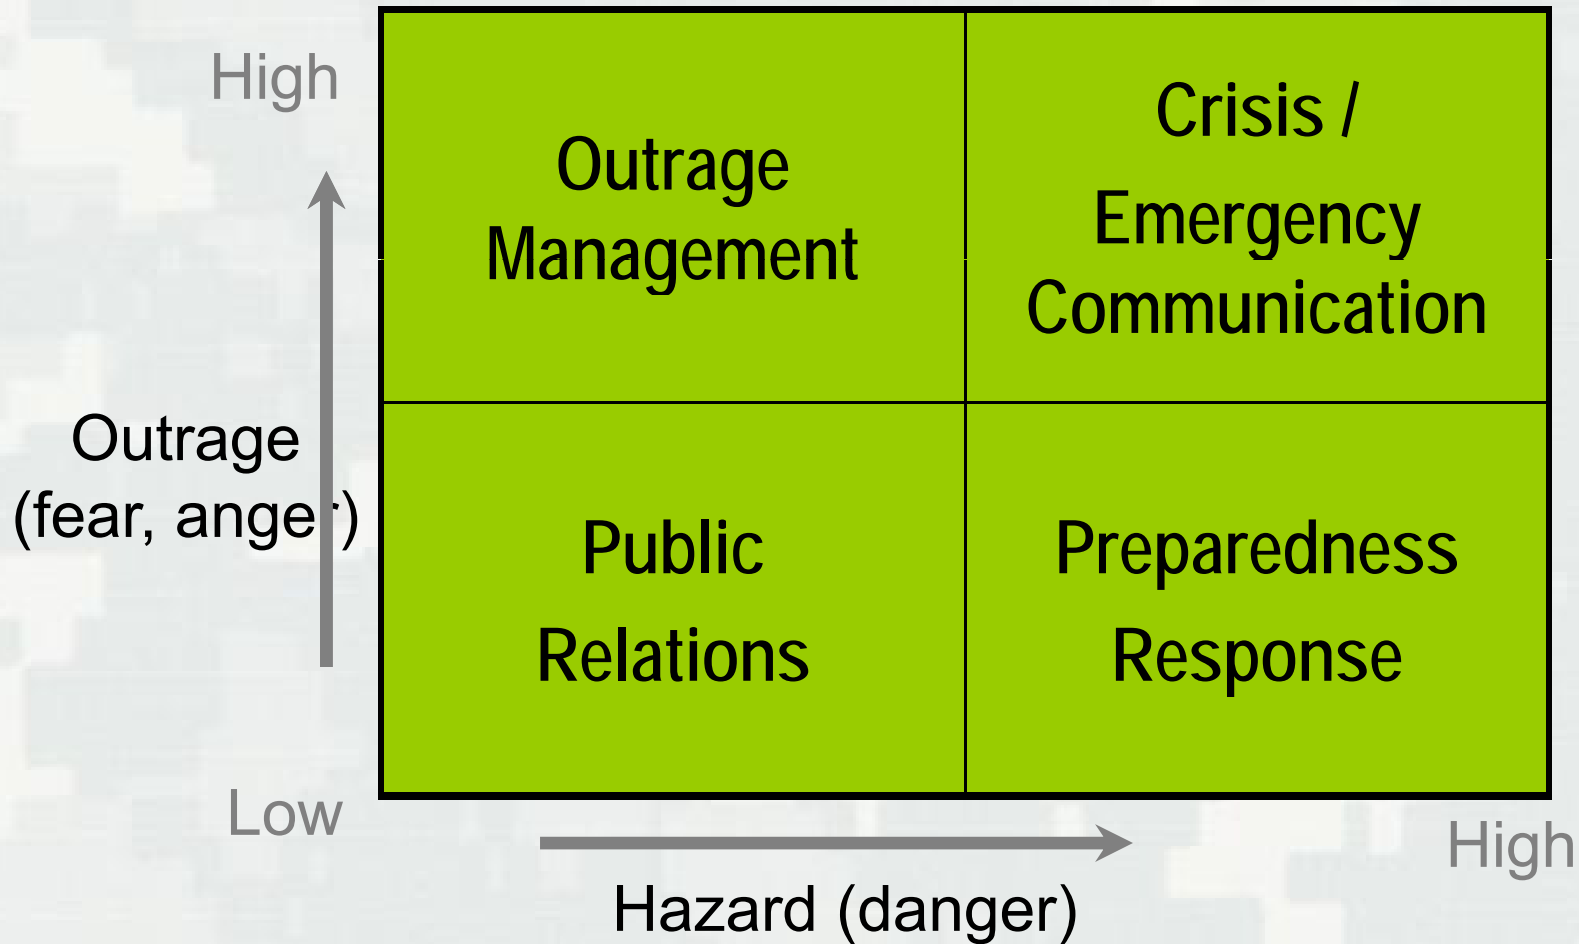 High
Outrage
Management
Crisis /
Emergency
Communication
Outrage
(fear, anger)
Public
Relations
Preparedness
Response
Low
High
Hazard (danger)